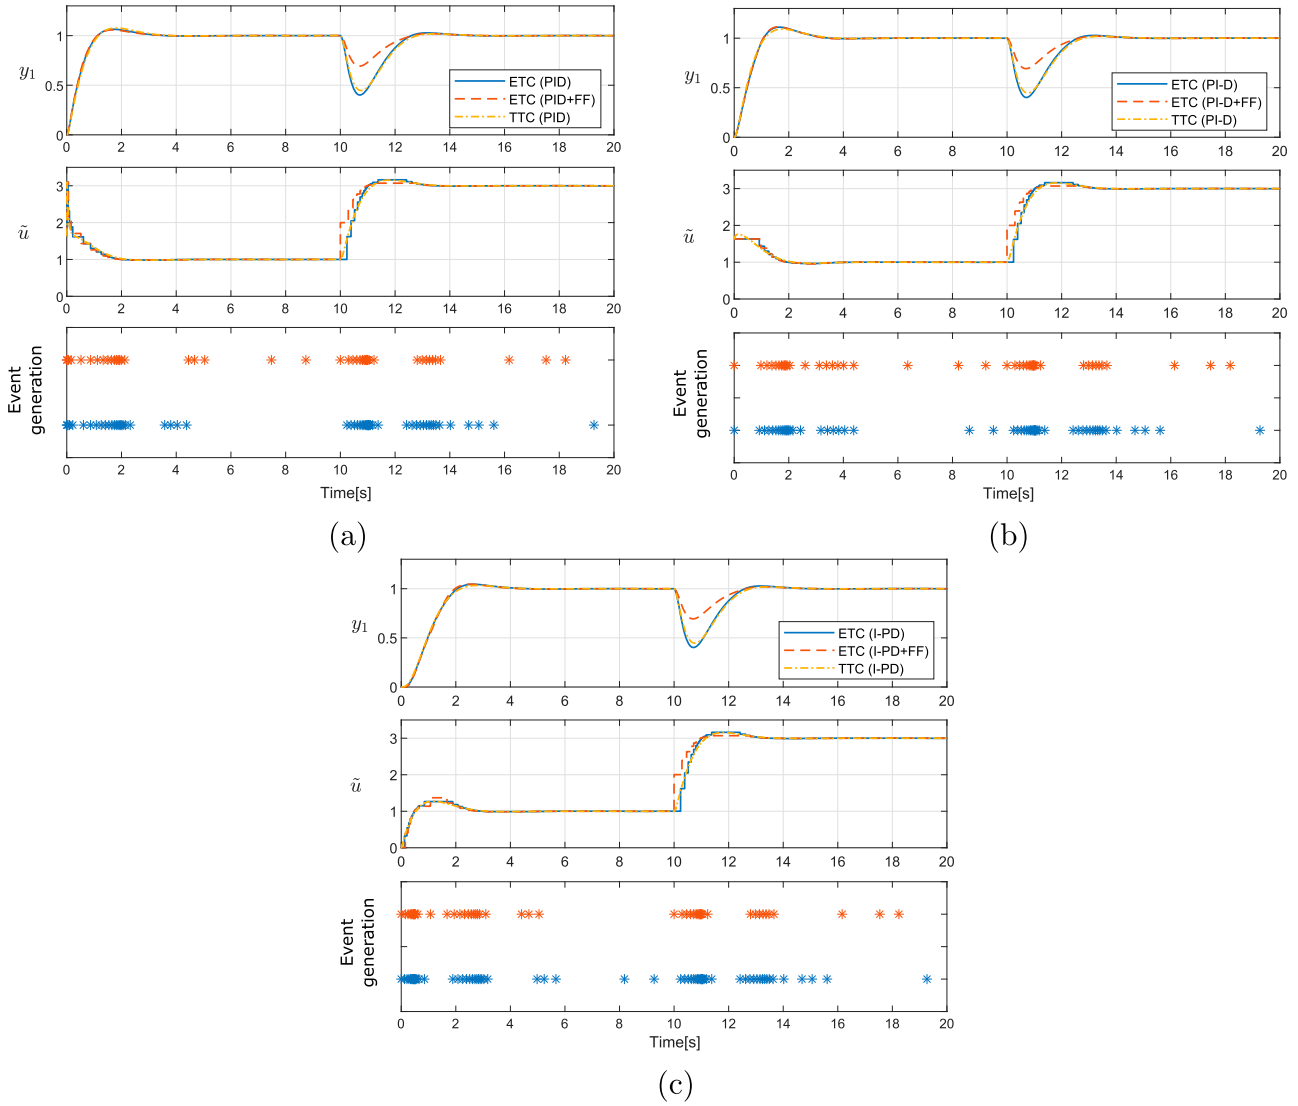 1
y₁
0.5
0
ETC (PID)
ETC (PID+FF)
TTC (PID)
0 2 4 6 8 10 12 14 16 18 20
3
2
ũ
1
0
0 2 4 6 8 10 12 14 16 18 20
Event
generation
0 2 4 6 8 10 12 14 16 18 20
Time[s]
(a)
1
y₁
0.5
0
ETC (PI-D)
ETC (PI-D+FF)
TTC (PI-D)
0 2 4 6 8 10 12 14 16 18 20
3
2
ũ
1
0
0 2 4 6 8 10 12 14 16 18 20
Event
generation
0 2 4 6 8 10 12 14 16 18 20
Time[s]
(b)
1
y₁
0.5
0
ETC (I-PD)
ETC (I-PD+FF)
TTC (I-PD)
0 2 4 6 8 10 12 14 16 18 20
3
2
ũ
1
0
0 2 4 6 8 10 12 14 16 18 20
Event
generation
0 2 4 6 8 10 12 14 16 18 20
Time[s]
(c)